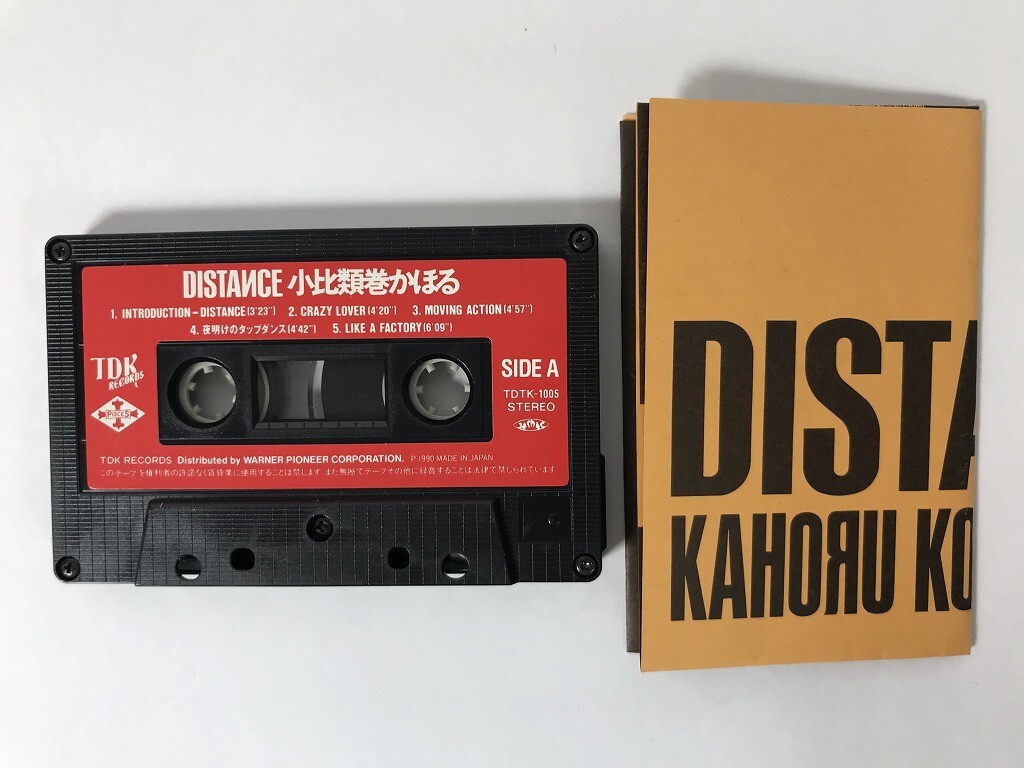 DISTANCE 小比類巻かほる
1. INTRODUCTION–DISTANCE(3'23") 2. CRAZY LOVER(4'20") 3. MOVING ACTION(4'57")
4. 夜明けのタップダンス(4'42") 5. LIKE A FACTORY(6'09")
TDK
RECORDS
PISCES
SIDE A
TDTK-1005
STEREO
TDK RECORDS Distributed by WARNER PIONEER CORPORATION. ℗1990 MADE IN JAPAN
このテープを権利者の許諾なく賃貸業に使用することは禁じます また無断でテープその他に録音することは法律で禁じられています
DISTA
KAHORU KO